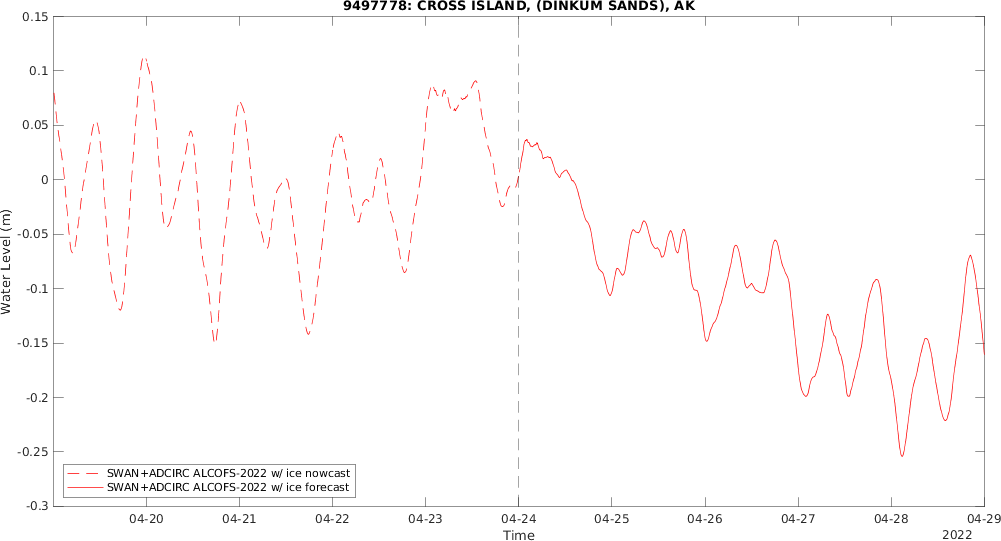 9497778: CROSS ISLAND, (DINKUM SANDS), AK
0.15
0.1
0.05
0
-0.05
-0.1
-0.15
-0.2
-0.25
-0.3
Water Level (m)
SWAN+ADCIRC ALCOFS-2022 w/ ice nowcast
SWAN+ADCIRC ALCOFS-2022 w/ ice forecast
04-20 04-21 04-22 04-23 04-24 04-25 04-26 04-27 04-28 04-29
Time
2022